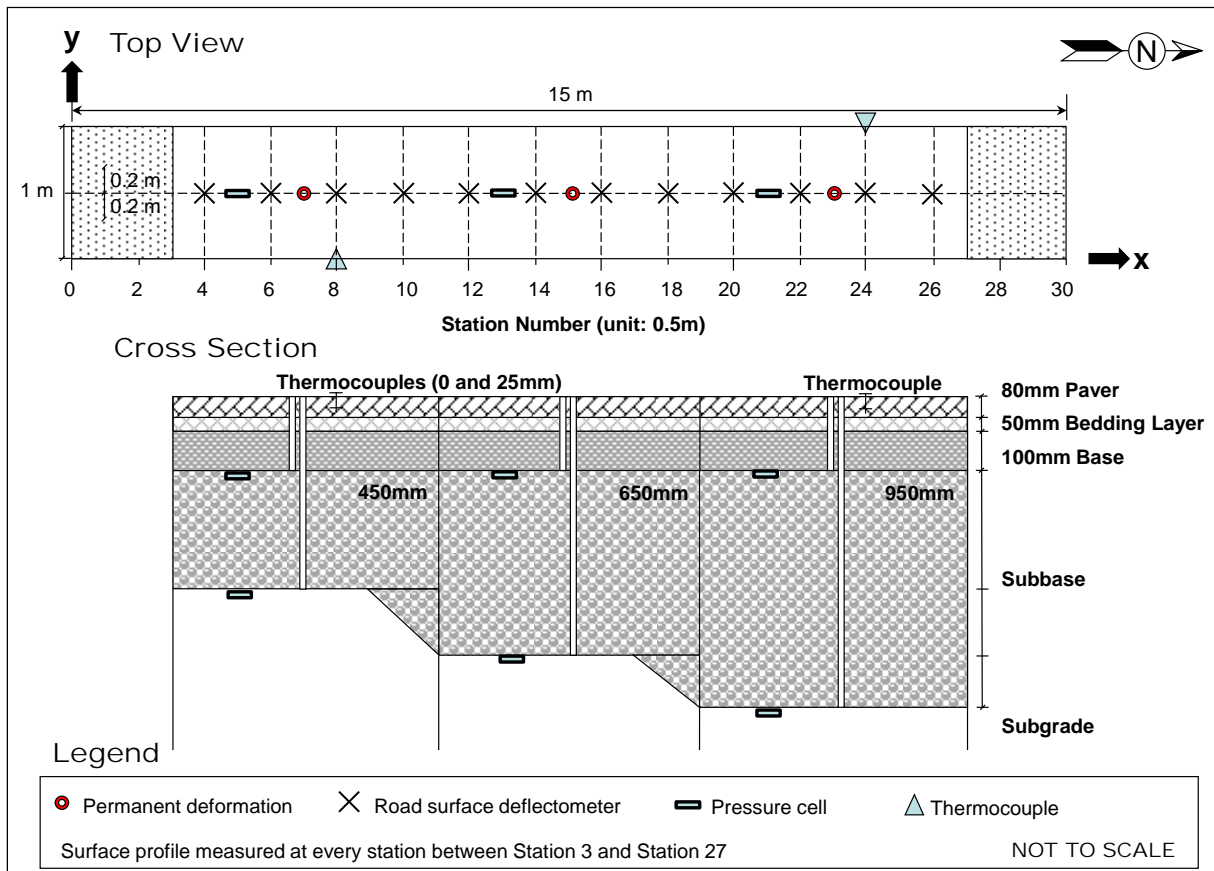 y
Top View
N
15 m
1 m
0.2 m
0.2 m
x
0 2 4 6 8 10 12 14 15 16 18 20 22 24 26 28 30
Station Number (unit: 0.5m)
Cross Section
Thermocouples (0 and 25mm)
Thermocouple
80mm Paver
50mm Bedding Layer
100mm Base
450mm
650mm
950mm
Subbase
Subgrade
Legend
Permanent deformation
Road surface deflectometer
Pressure cell
Thermocouple
Surface profile measured at every station between Station 3 and Station 27
NOT TO SCALE